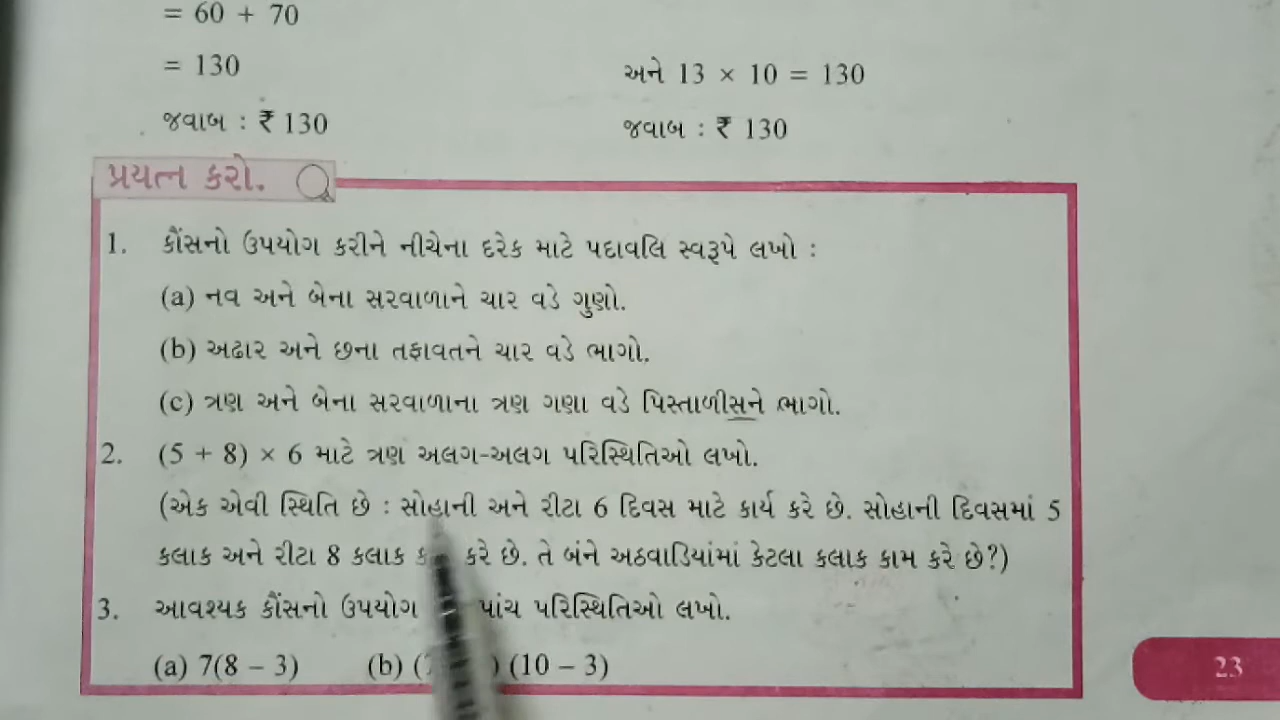 = 60 + 70
= 130
અને 13 × 10 = 130
જવાબ : ₹ 130
જવાબ : ₹ 130
પ્રયત્ન કરો.
1. કૌંસનો ઉપયોગ કરીને નીચેના દરેક માટે પદાવલિ સ્વરૂપે લખો :
(a) નવ અને બેના સરવાળાને ચાર વડે ગુણો.
(b) અઢાર અને છના તફાવતને ચાર વડે ભાગો.
(c) ત્રણ અને બેના સરવાળાના ત્રણ ગણા વડે પિસ્તાળીસને ભાગો.
2. (5 + 8) × 6 માટે ત્રણ અલગ-અલગ પરિસ્થિતિઓ લખો.
(એક એવી સ્થિતિ છે : સોહાની અને રીટા 6 દિવસ માટે કાર્ય કરે છે. સોહાની દિવસમાં 5
કલાક અને રીટા 8 કલાક કરે છે. તે બંને અઠવાડિયાંમાં કેટલા કલાક કામ કરે છે?)
3. આવશ્યક કૌંસનો ઉપયોગ પાંચ પરિસ્થિતિઓ લખો.
(a) 7(8 – 3) (b) (10 – 3)
23